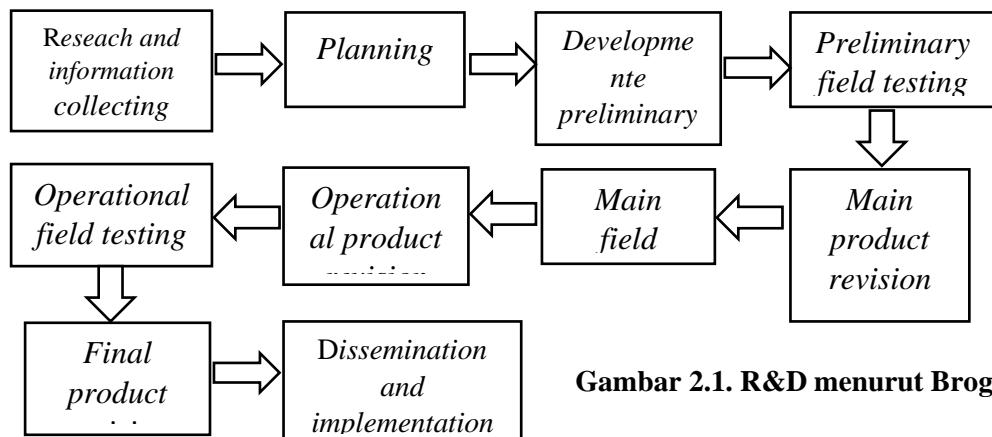 Reseach and
information
collecting
Planning
Developme
nte
preliminary
Preliminary
field testing
Main
product
revision
Main
field
Operation
al product
revision
Operational
field testing
Final
product
Dissemination
and
implementation
Gambar 2.1. R&D menurut Brog